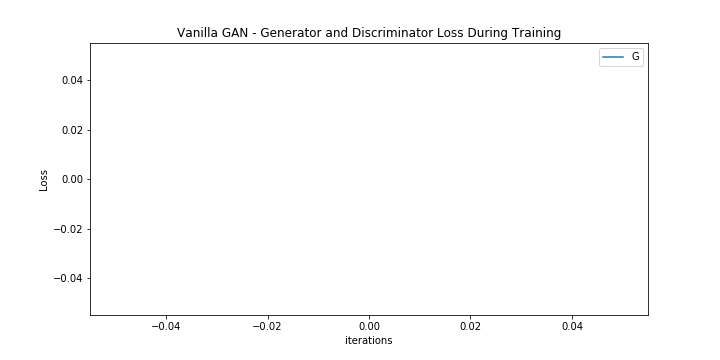 Vanilla GAN - Generator and Discriminator Loss During Training
G
0.04
0.02
0.00
−0.02
−0.04
Loss
−0.04 −0.02 0.00 0.02 0.04
iterations